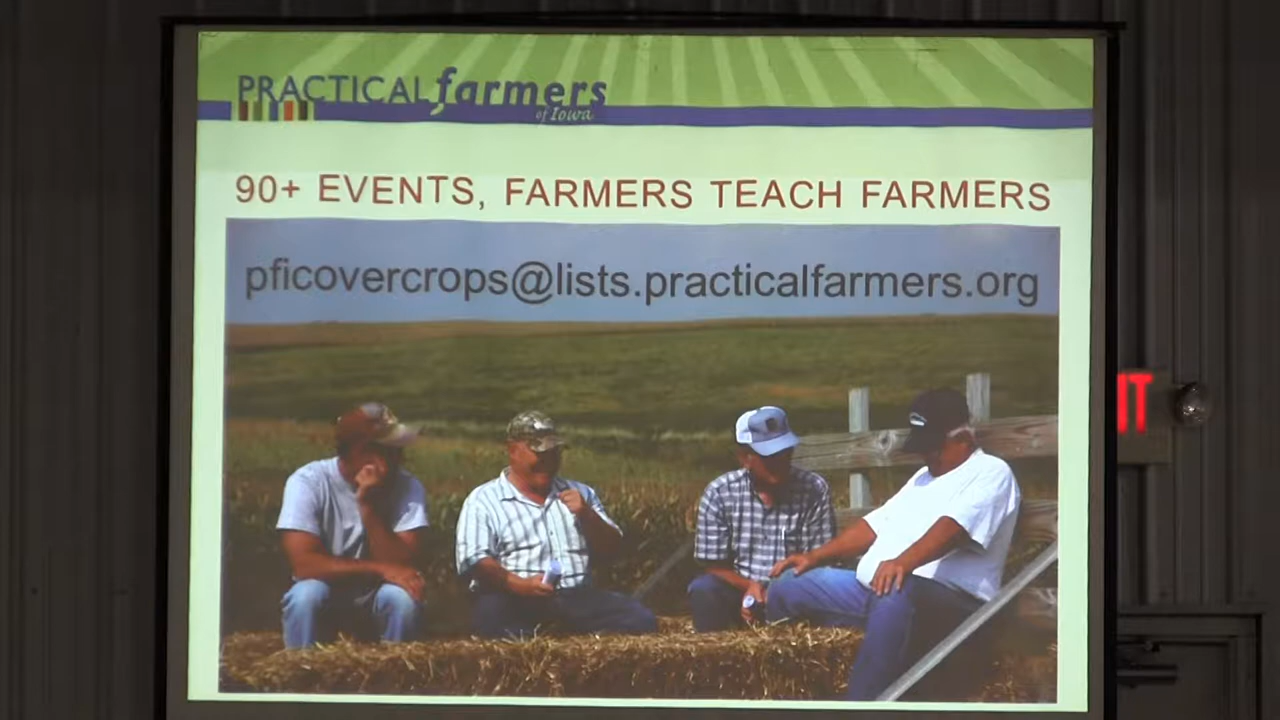 PRACTICAL farmers
of Iowa
90+ EVENTS, FARMERS TEACH FARMERS
pficovercrops@lists.practicalfarmers.org
IT